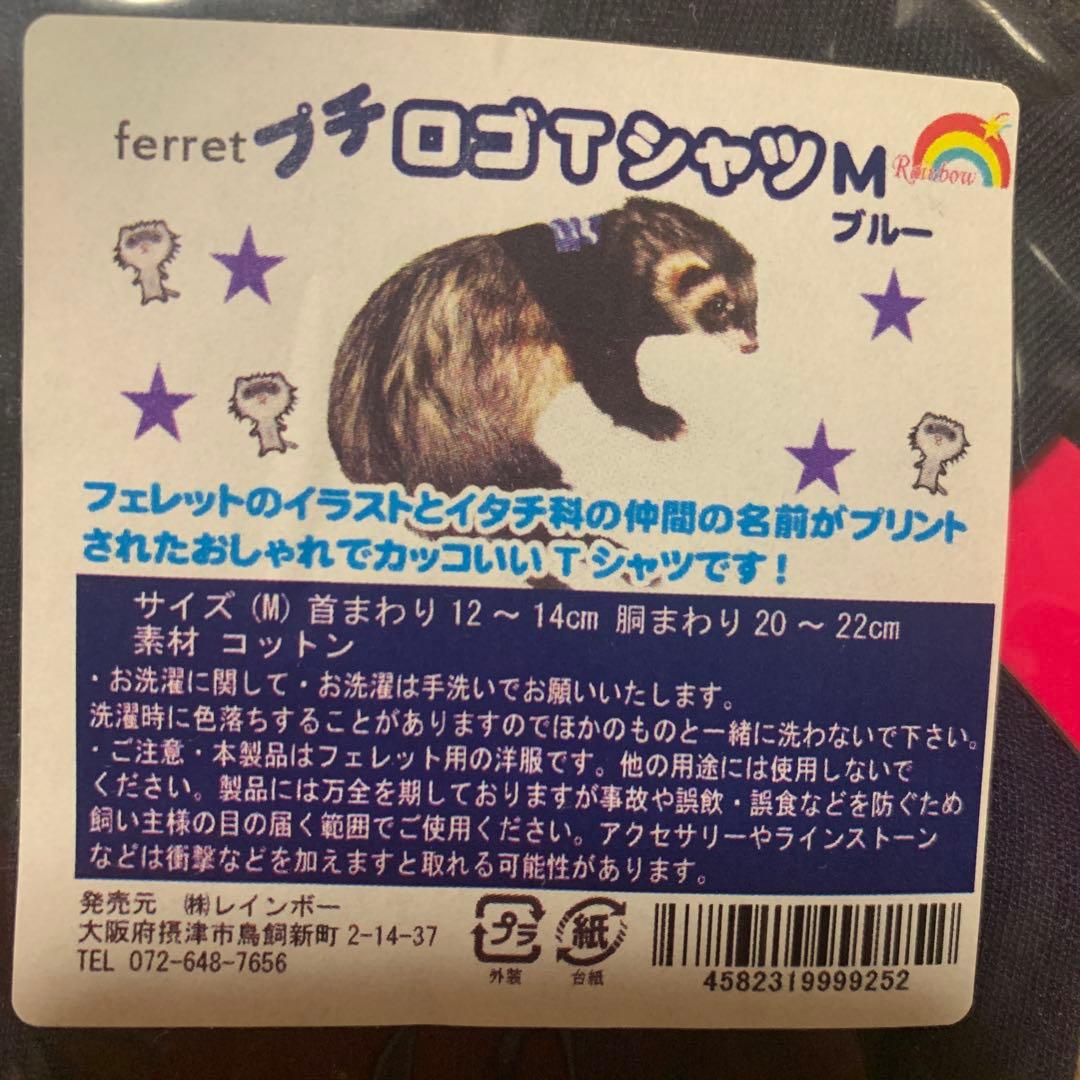 ferret プチ ロゴTシャツ M
Rainbow
ブルー
フェレットのイラストとイタチ科の仲間の名前がプリント
されたおしゃれでカッコいいTシャツです！
サイズ (M) 首まわり 12～14cm 胴まわり 20～22cm
素材 コットン
・お洗濯に関して・お洗濯は手洗いでお願いいたします。
洗濯時に色落ちすることがありますのでほかのものと一緒に洗わないで下さい。
・ご注意・本製品はフェレット用の洋服です。他の用途には使用しないで
ください。製品には万全を期しておりますが事故や誤飲・誤食などを防ぐため
飼い主様の目の届く範囲でご使用ください。アクセサリーやラインストーン
などは衝撃などを加えますと取れる可能性があります。
発売元 ㈱レインボー
大阪府摂津市鳥飼新町 2-14-37
TEL 072-648-7656
プラ
外装
紙
台紙
4582319999252